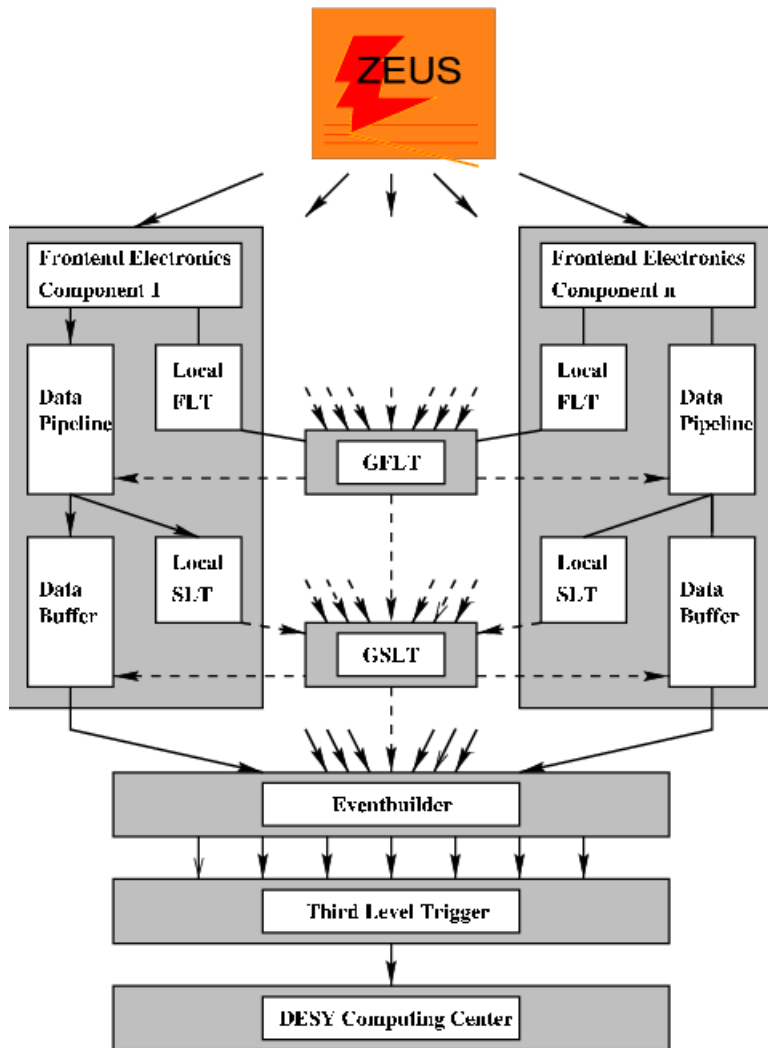 ZEUS
Frontend Electronics
Component 1
Frontend Electronics
Component n
Data
Pipeline
Local
FLT
Local
FLT
Data
Pipeline
GFLT
Data
Buffer
Local
SLT
Local
SLT
Data
Buffer
GSLT
Eventbuilder
Third Level Trigger
DESY Computing Center